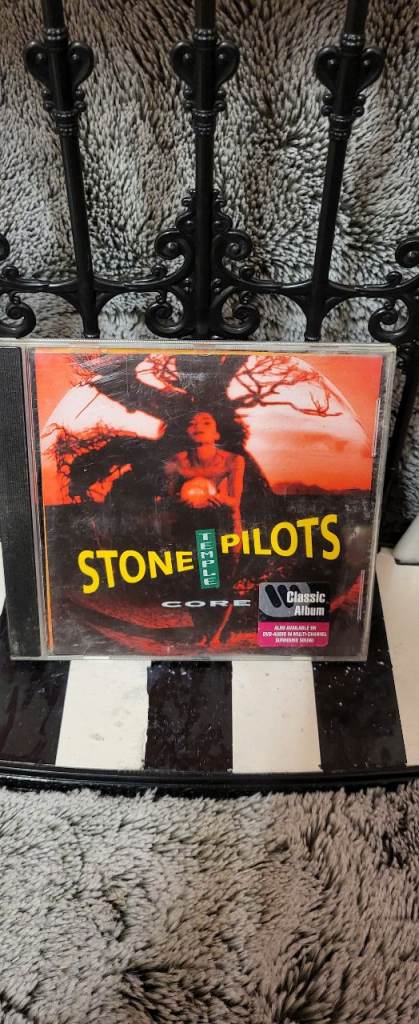 STONE TEMPLE PILOTS
CORE
Classic
Album
ALSO AVAILABLE ON
DVD-AUDIO IN MULTI-CHANNEL
SURROUND SOUND